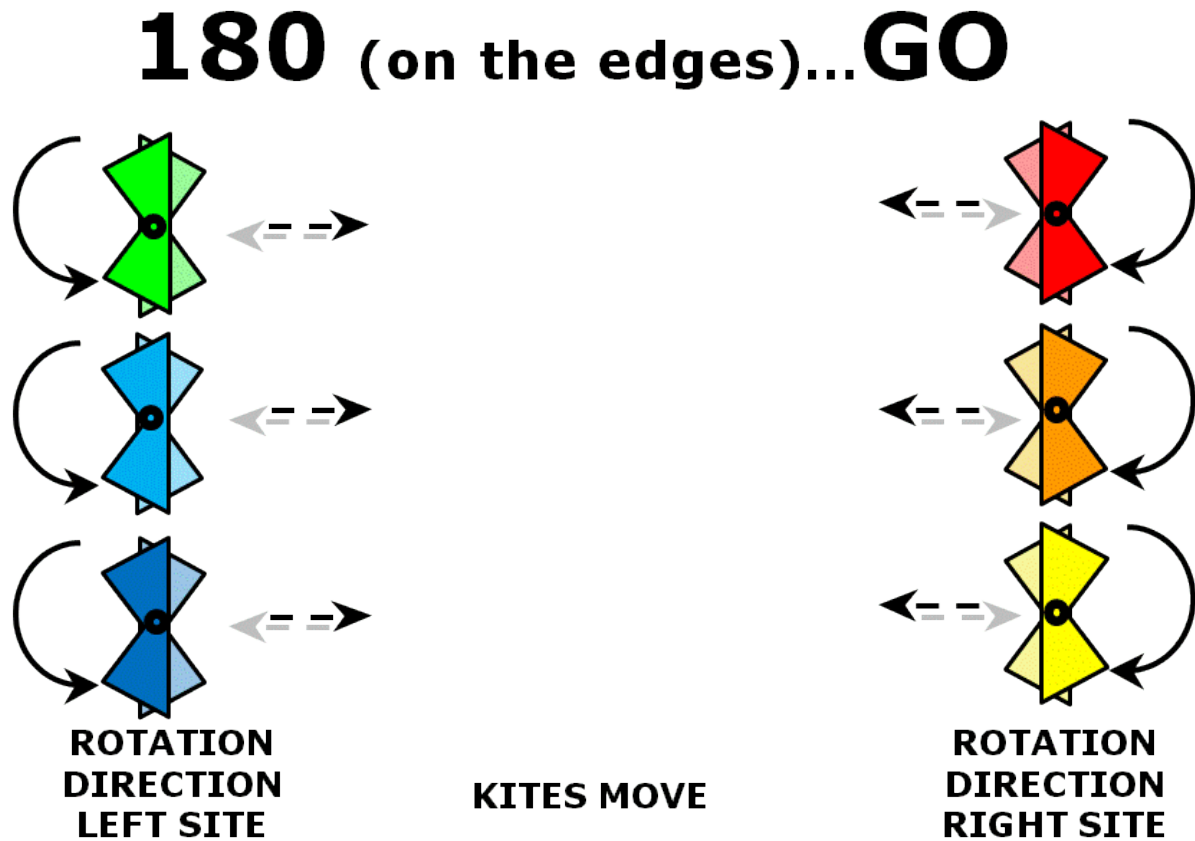 180 (on the edges)...GO
ROTATION
DIRECTION
LEFT SITE
KITES MOVE
ROTATION
DIRECTION
RIGHT SITE